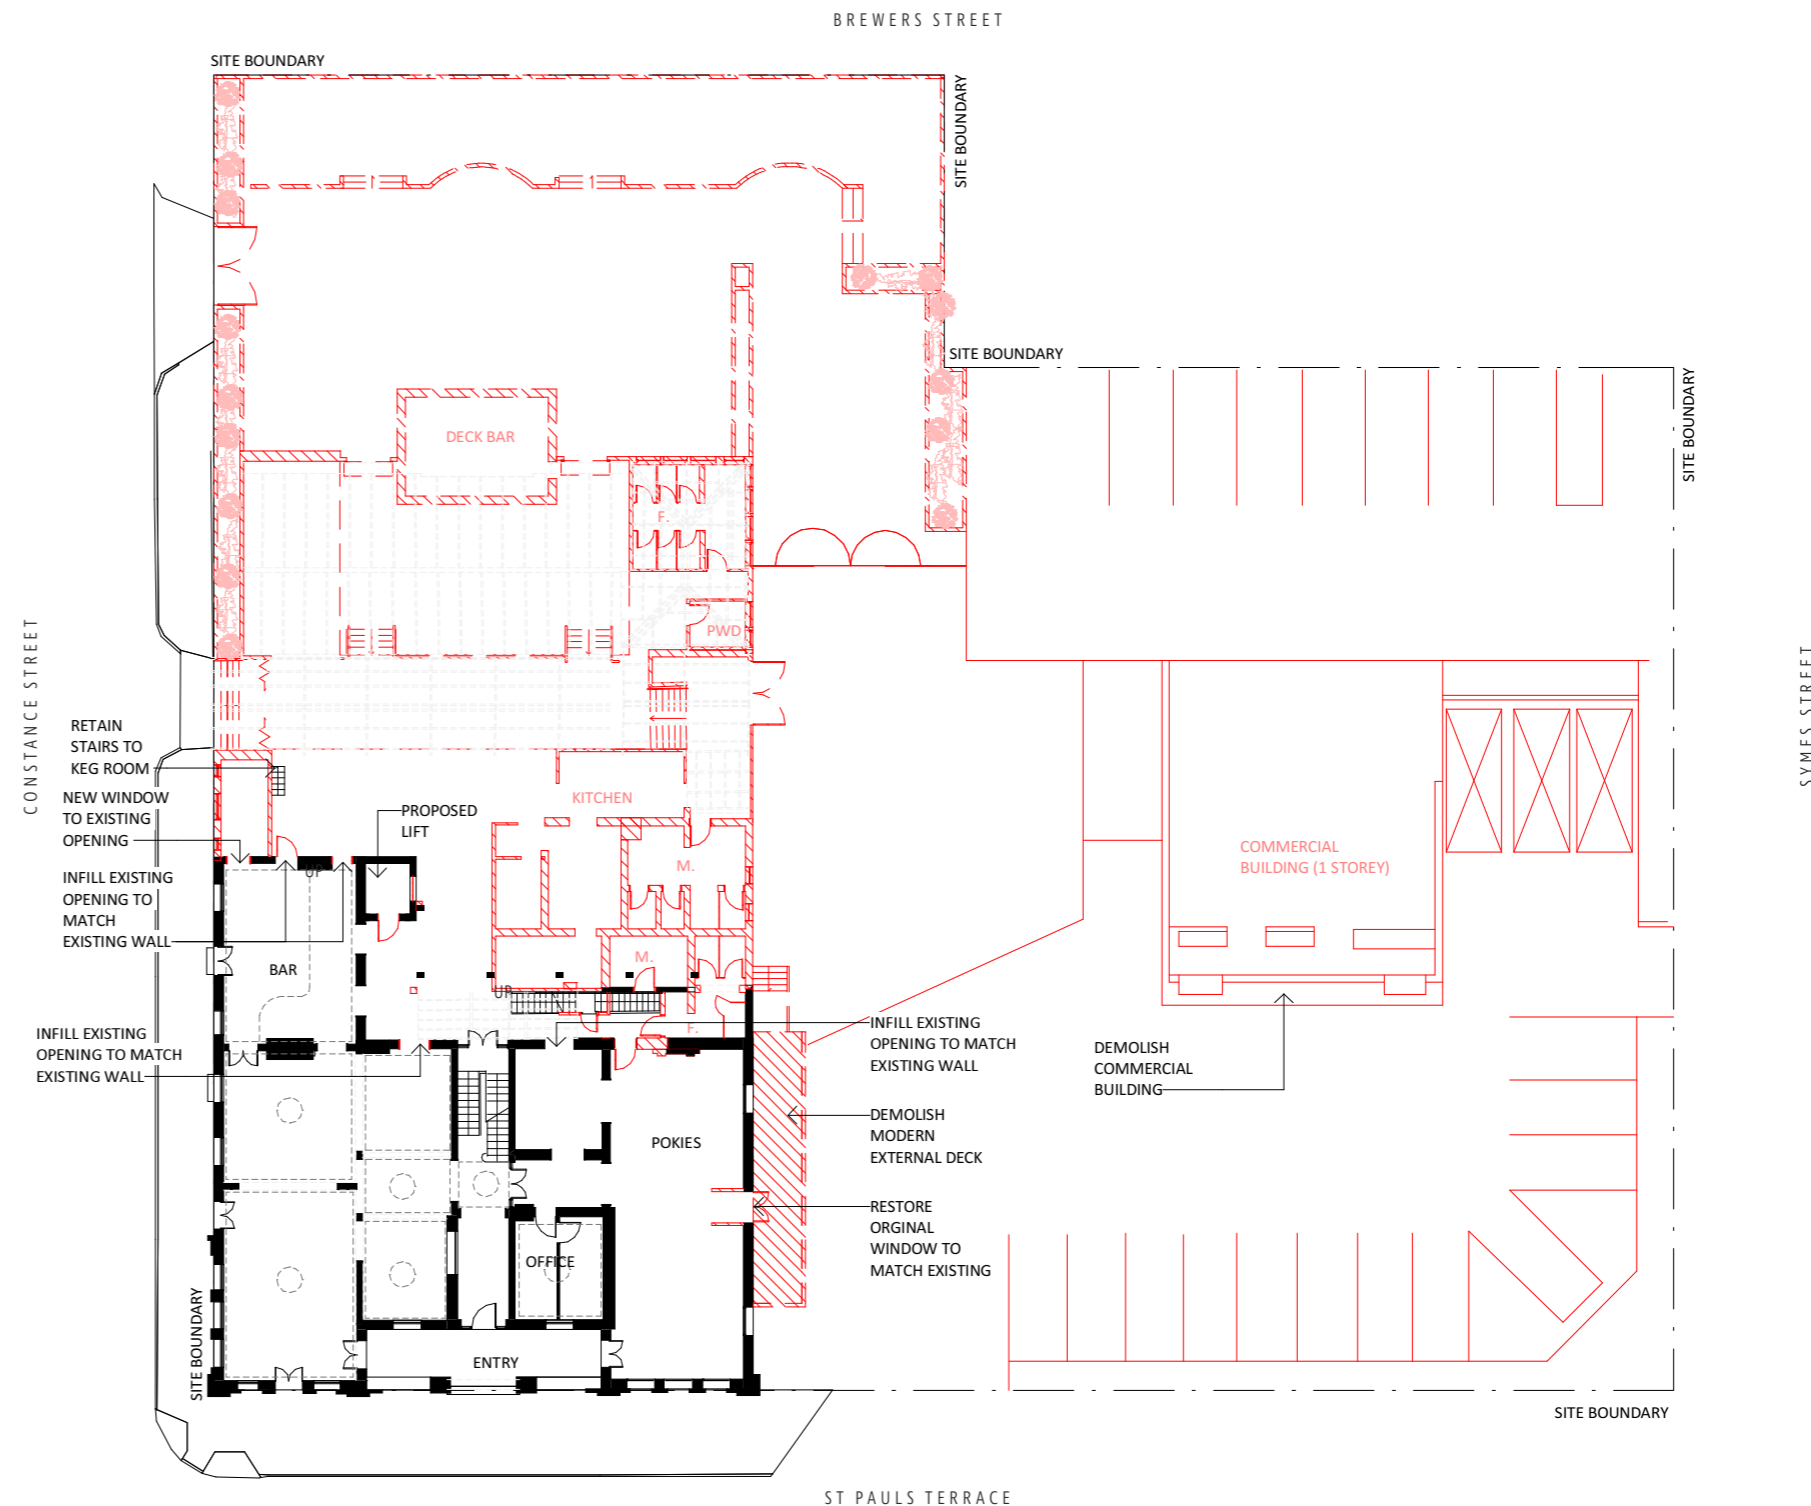 BREWERS STREET
SITE BOUNDARY
SITE BOUNDARY
SITE BOUNDARY
SITE BOUNDARY
DECK BAR
F.
PWD
CONSTANCE STREET
SYMES STREET
RETAIN
STAIRS TO
KEG ROOM
NEW WINDOW
TO EXISTING
OPENING
PROPOSED
LIFT
KITCHEN
COMMERCIAL
BUILDING (1 STOREY)
INFILL EXISTING
OPENING TO
MATCH
EXISTING WALL
UP
M.
BAR
M.
UP
F.
INFILL EXISTING
OPENING TO MATCH
EXISTING WALL
INFILL EXISTING
OPENING TO MATCH
EXISTING WALL
DEMOLISH
COMMERCIAL
BUILDING
POKIES
DEMOLISH
MODERN
EXTERNAL DECK
RESTORE
ORGINAL
WINDOW TO
MATCH EXISTING
OFFICE
SITE BOUNDARY
ENTRY
SITE BOUNDARY
ST PAULS TERRACE